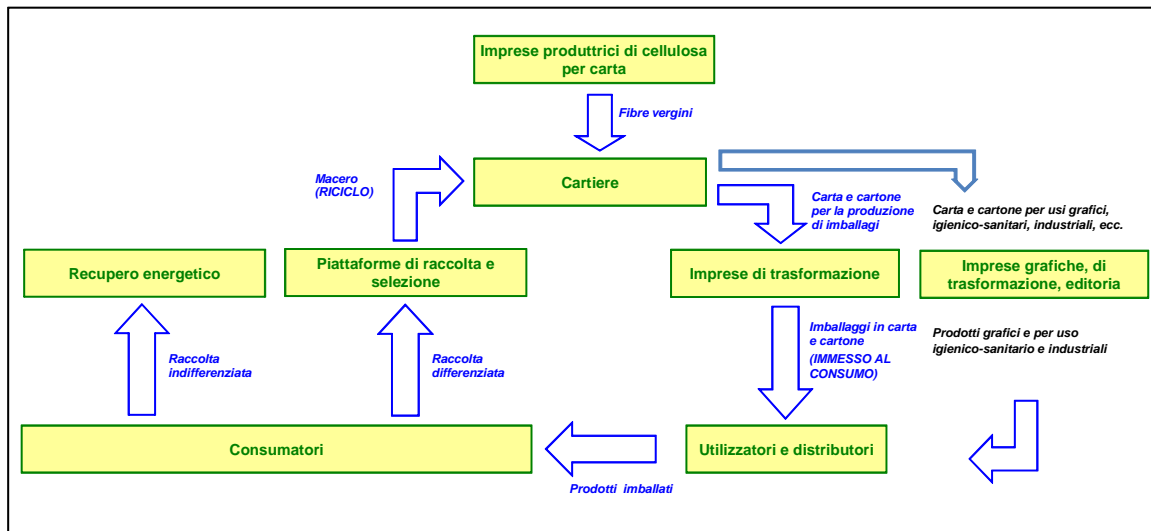 Imprese produttrici di cellulosa
per carta
Fibre vergini
Macero
(RICICLO)
Cartiere
Carta e cartone
per la produzione
di imballagi
Carta e cartone per usi grafici,
igienico-sanitari, industriali, ecc.
Recupero energetico
Piattaforme di raccolta e
selezione
Imprese di trasformazione
Imprese grafiche, di
trasformazione, editoria
Raccolta
indifferenziata
Raccolta
differenziata
Imballaggi in carta
e cartone
(IMMESSO AL
CONSUMO)
Prodotti grafici e per uso
igienico-sanitario e industriali
Consumatori
Utilizzatori e distributori
Prodotti imballati